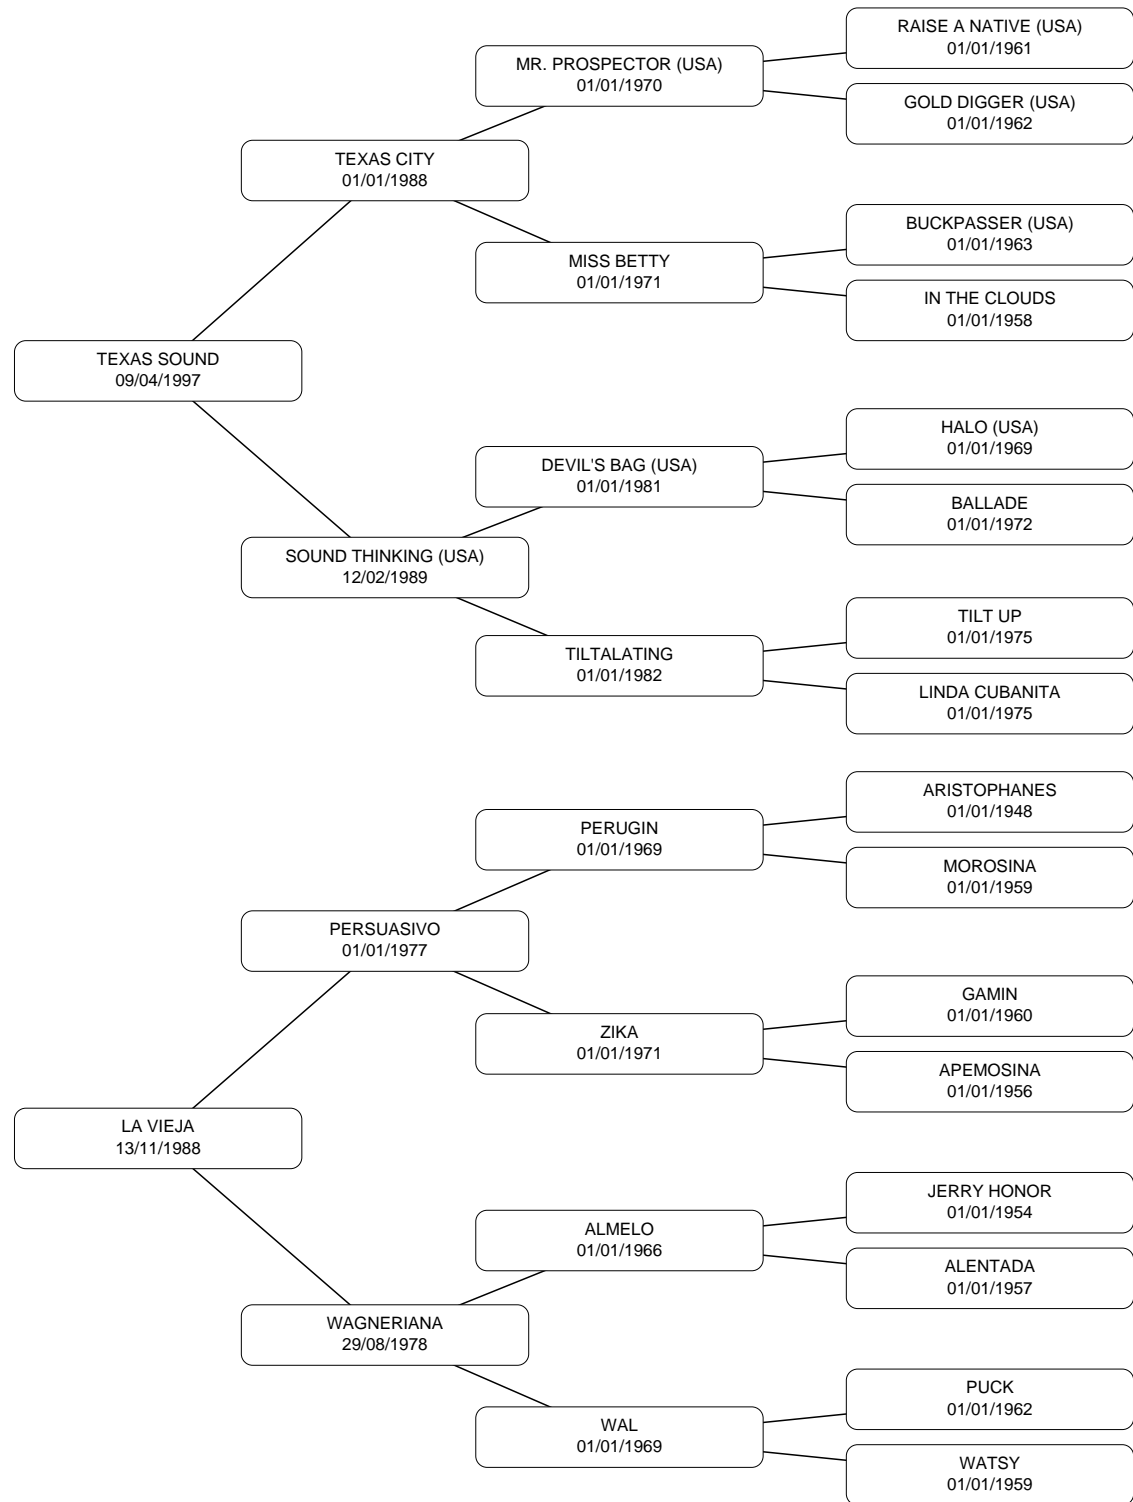 RAISE A NATIVE (USA)
01/01/1961
MR. PROSPECTOR (USA)
01/01/1970
GOLD DIGGER (USA)
01/01/1962
TEXAS CITY
01/01/1988
BUCKPASSER (USA)
01/01/1963
MISS BETTY
01/01/1971
IN THE CLOUDS
01/01/1958
TEXAS SOUND
09/04/1997
HALO (USA)
01/01/1969
DEVIL'S BAG (USA)
01/01/1981
BALLADE
01/01/1972
SOUND THINKING (USA)
12/02/1989
TILT UP
01/01/1975
TILTALATING
01/01/1982
LINDA CUBANITA
01/01/1975
ARISTOPHANES
01/01/1948
PERUGIN
01/01/1969
MOROSINA
01/01/1959
PERSUASIVO
01/01/1977
GAMIN
01/01/1960
ZIKA
01/01/1971
APEMOSINA
01/01/1956
LA VIEJA
13/11/1988
JERRY HONOR
01/01/1954
ALMELO
01/01/1966
ALENTADA
01/01/1957
WAGNERIANA
29/08/1978
PUCK
01/01/1962
WAL
01/01/1969
WATSY
01/01/1959